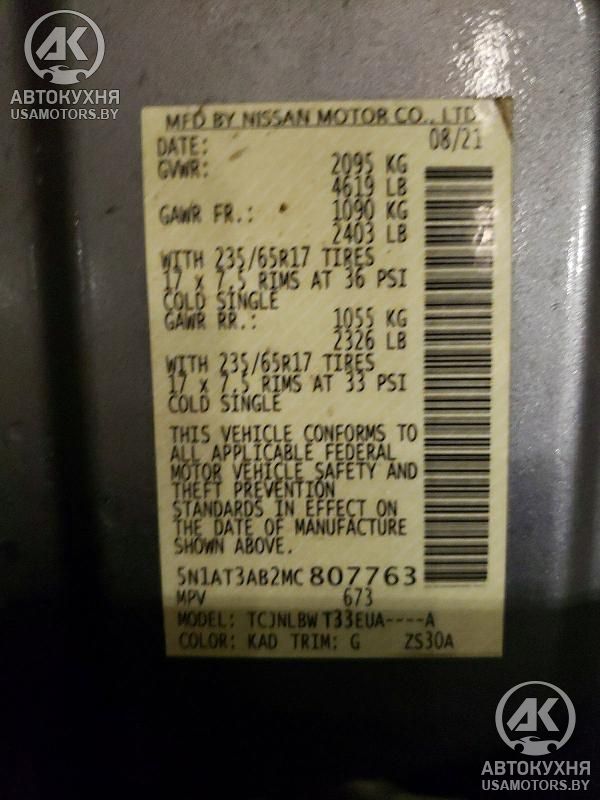 AK
АВТОКУХНЯ
USAMOTORS.BY
MFD BY NISSAN MOTOR CO., LTD
DATE: 08/21
GVWR: 2095 KG
4619 LB
GAWR FR.: 1090 KG
2403 LB
WITH 235/65R17 TIRES
17 x 7.5 RIMS AT 36 PSI
COLD SINGLE
GAWR RR.: 1055 KG
2326 LB
WITH 235/65R17 TIRES
17 x 7.5 RIMS AT 33 PSI
COLD SINGLE
THIS VEHICLE CONFORMS TO
ALL APPLICABLE FEDERAL
MOTOR VEHICLE SAFETY AND
THEFT PREVENTION
STANDARDS IN EFFECT ON
THE DATE OF MANUFACTURE
SHOWN ABOVE.
5N1AT3AB2MC807763
MPV 673
MODEL: TCJNLBW T33EUA----A
COLOR: KAD TRIM: G ZS30A
AK
АВТОКУХНЯ
USAMOTORS.BY